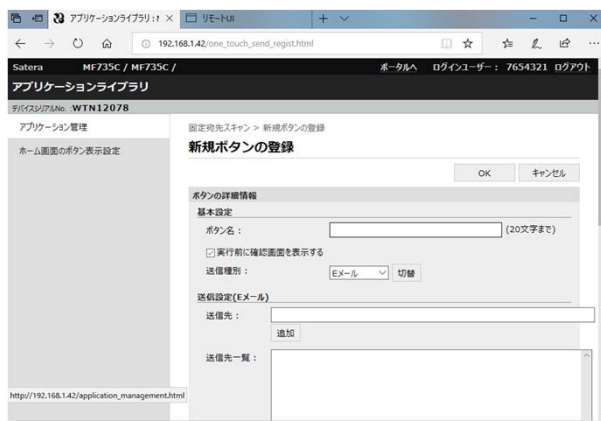 アプリケーションライブラリ : ﾘ
リモートUI
192.168.1.42/one_touch_send_regist.html
Satera MF735C / MF735C / ポータルへ ログインユーザー : 7654321 ログアウト
アプリケーションライブラリ
デバイスシリアルNo. :WTN12078
アプリケーション管理
固定宛先スキャン > 新規ボタンの登録
ホーム画面のボタン表示設定
新規ボタンの登録
OK キャンセル
ボタンの詳細情報
基本設定
ボタン名 : (20文字まで)
実行前に確認画面を表示する
送信種別 : Eメール 切替
送信設定(Eメール)
送信先 :
追加
送信先一覧 :
http://192.168.1.42/application_management.html